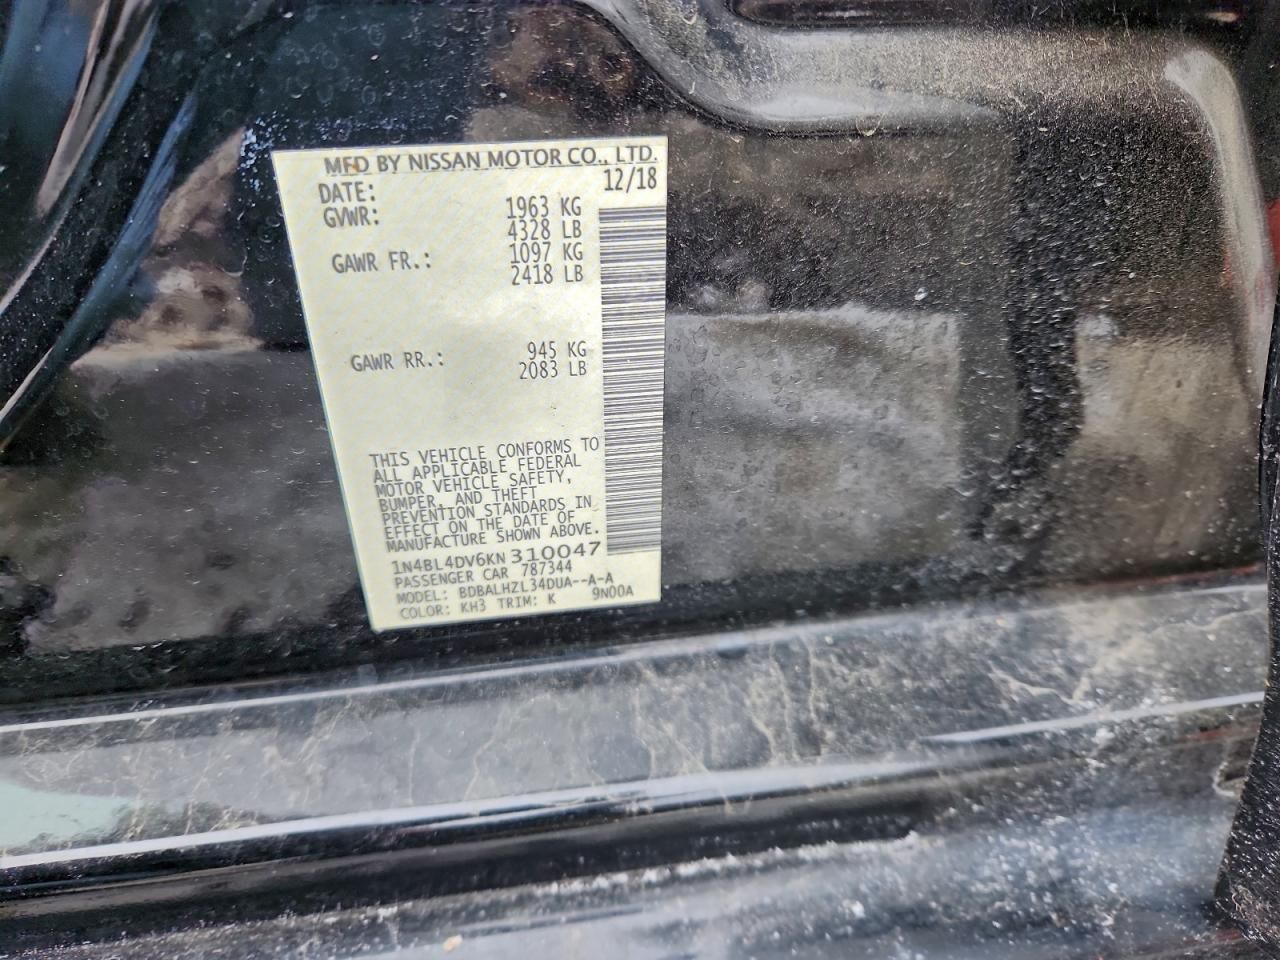 MFD BY NISSAN MOTOR CO., LTD.
DATE: 12/18
GVWR: 1963 KG
4328 LB
GAWR FR.: 1097 KG
2418 LB
GAWR RR.: 945 KG
2083 LB
THIS VEHICLE CONFORMS TO
ALL APPLICABLE FEDERAL
MOTOR VEHICLE SAFETY,
BUMPER, AND THEFT
PREVENTION STANDARDS IN
EFFECT ON THE DATE OF
MANUFACTURE SHOWN ABOVE.
1N4BL4DV6KN310047
PASSENGER CAR 787344
MODEL: BDBALHZL34DUA--A-A
COLOR: KH3 TRIM: K 9N00A